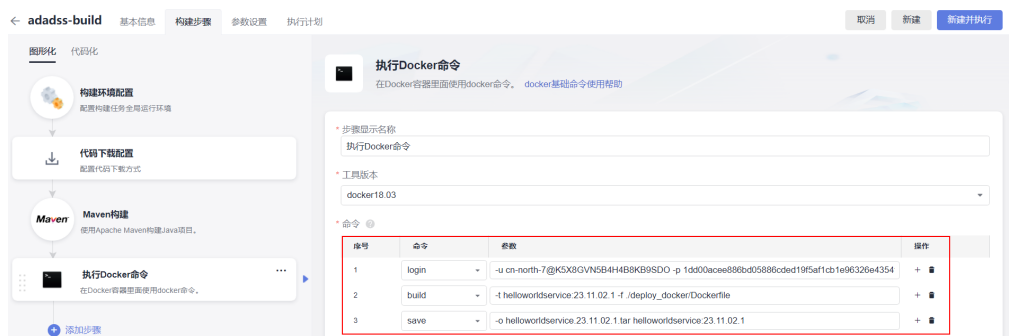 adadss-build 基本信息 构建步骤 参数设置 执行计划 取消 新建 新建并执行
图形化 代码化
构建环境配置
配置构建任务全局运行环境
代码下载配置
配置代码下载方式
Maven
Maven构建
使用Apache Maven构建Java项目。
执行Docker命令
在Docker容器里面使用docker命令。
添加步骤
执行Docker命令
在Docker容器里面使用docker命令。 docker基础命令使用帮助
* 步骤显示名称
执行Docker命令
* 工具版本
docker18.03
* 命令
序号 命令 参数 操作
1 login -u cn-north-7@K5X8GVN5B4H4B8KB9SDO -p 1dd00acee886bd05886cded19f5af1cb1e96326e4354
2 build -t helloworldservice:23.11.02.1 -f ./deploy_docker/Dockerfile
3 save -o helloworldservice.23.11.02.1.tar helloworldservice:23.11.02.1